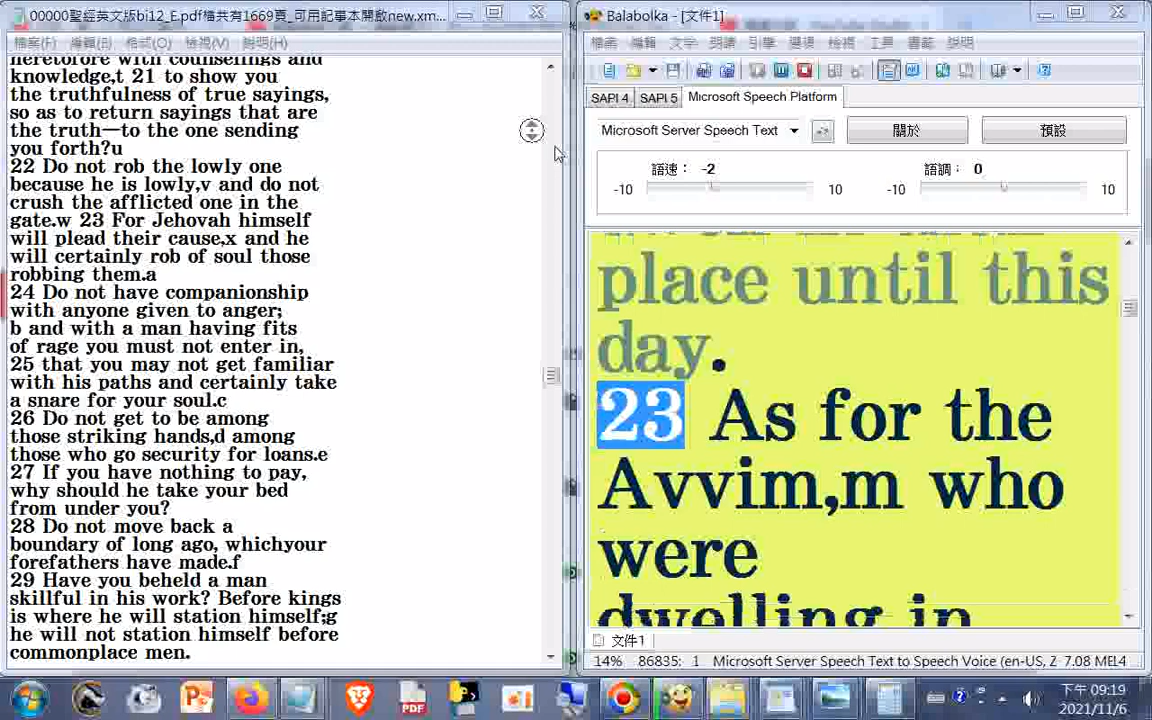 00000聖經英文版bi12_E.pdf檔共有1669頁_可用記事本開啟new.xm...
檔案(F) 編輯(E) 格式(O) 檢視(V) 說明(H)
heretofore with counselings and
knowledge,t 21 to show you
the truthfulness of true sayings,
so as to return sayings that are
the truth—to the one sending
you forth?u
22 Do not rob the lowly one
because he is lowly,v and do not
crush the afflicted one in the
gate.w 23 For Jehovah himself
will plead their cause,x and he
will certainly rob of soul those
robbing them.a
24 Do not have companionship
with anyone given to anger;
b and with a man having fits
of rage you must not enter in,
25 that you may not get familiar
with his paths and certainly take
a snare for your soul.c
26 Do not get to be among
those striking hands,d among
those who go security for loans.e
27 If you have nothing to pay,
why should he take your bed
from under you?
28 Do not move back a
boundary of long ago, whichyour
forefathers have made.f
29 Have you beheld a man
skillful in his work? Before kings
is where he will station himself;g
he will not station himself before
commonplace men.
Balabolka - [文件1]
檔案 編輯 文字 朗讀 引擎 選項 檢視 工具 書籤 說明
SAPI 4 SAPI 5 Microsoft Speech Platform
Microsoft Server Speech Text 關於 預設
語速： -2 語調： 0
-10 10 -10 10
place until this
day.
23 As for the
Avvim,m who
were
dwelling in
文件1
14% 86835: 1 Microsoft Server Speech Text to Speech Voice (en-US, Z 7.08 MEL4
PDF
下午 09:19
2021/11/6